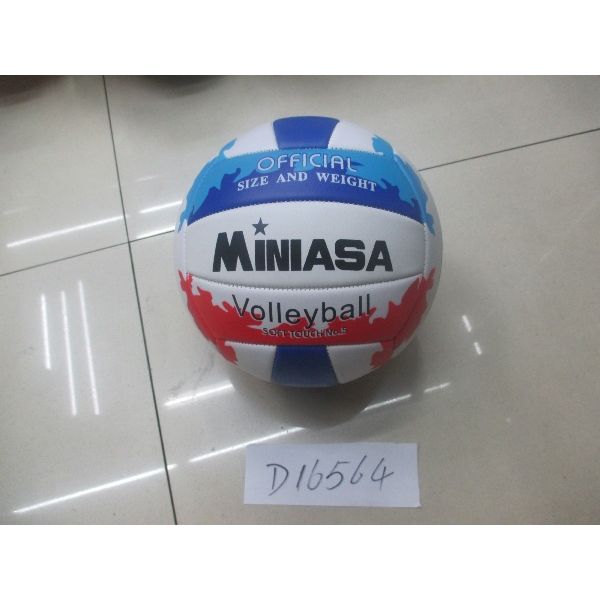 OFFICIAL
SIZE AND WEIGHT
MINIASA
Volleyball
SOFT TOUCH No.5
D16564